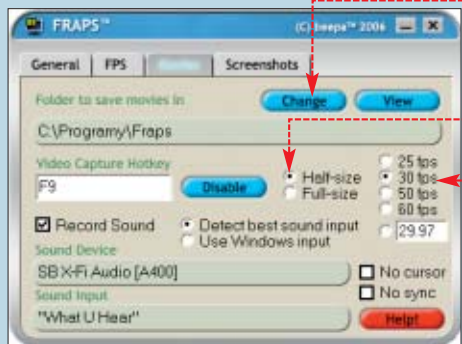 FRAPS™ (C) beepa™ 2006
General FPS Movies Screenshots
Folder to save movies in Change View
C:\Programy\Fraps
Video Capture Hotkey
F9 Disable
Half-size
Full-size
25 fps
30 fps
50 fps
60 fps
29.97
Record Sound
Detect best sound input
Use Windows input
Sound Device
SB X-Fi Audio [A400]
No cursor
Sound Input
No sync
"What U Hear" Help!